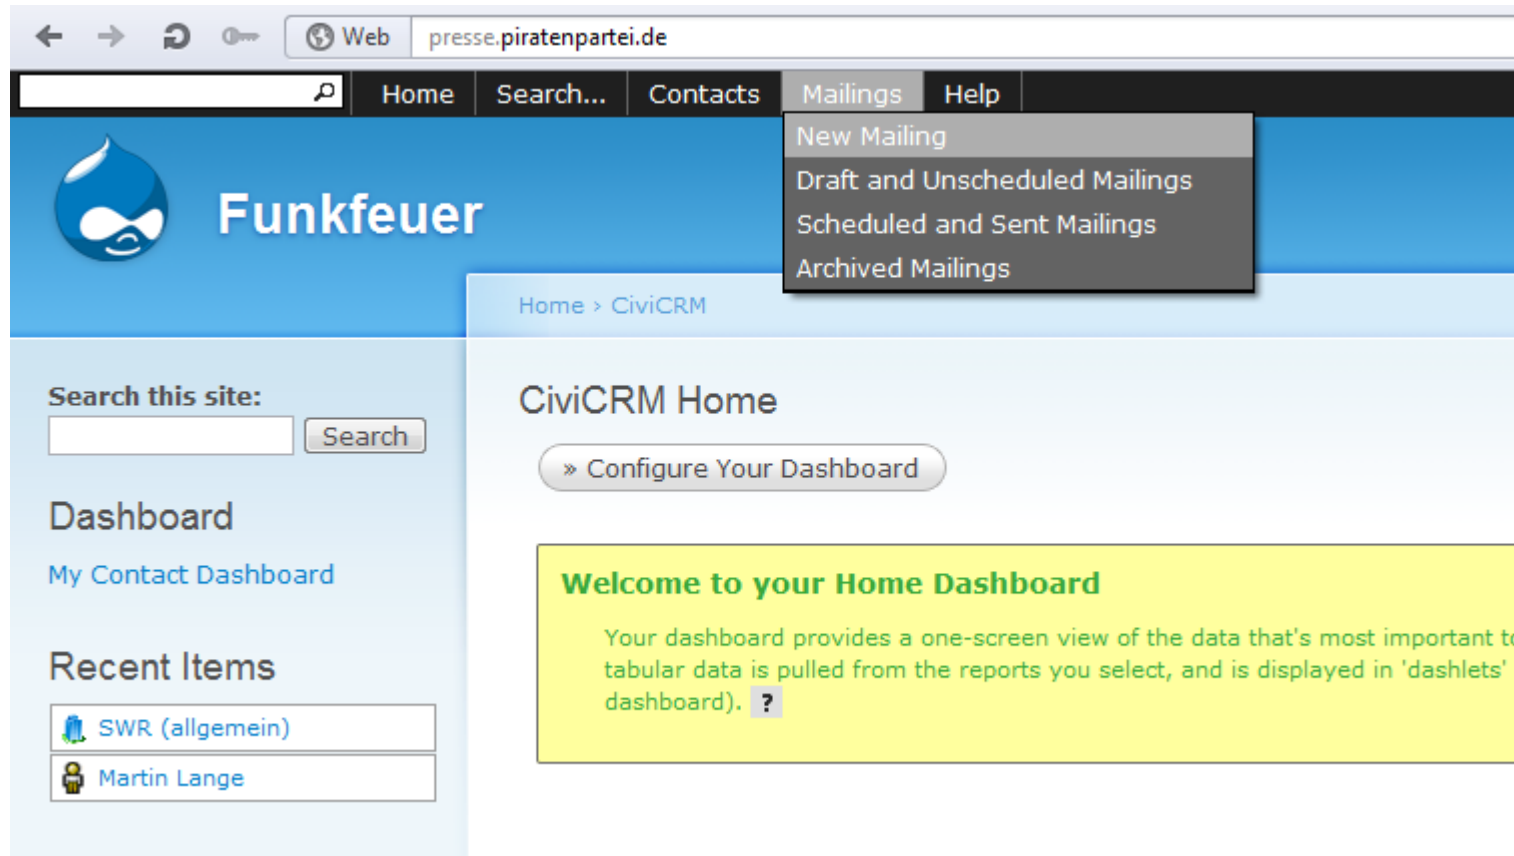 Web presse.piratenpartei.de
Home Search... Contacts Mailings Help
New Mailing
Draft and Unscheduled Mailings
Scheduled and Sent Mailings
Archived Mailings
Funkfeuer
Home › CiviCRM
Search this site:
Search
Dashboard
My Contact Dashboard
Recent Items
SWR (allgemein)
Martin Lange
CiviCRM Home
» Configure Your Dashboard
Welcome to your Home Dashboard
Your dashboard provides a one-screen view of the data that's most important
tabular data is pulled from the reports you select, and is displayed in 'dashlets'
dashboard). ?